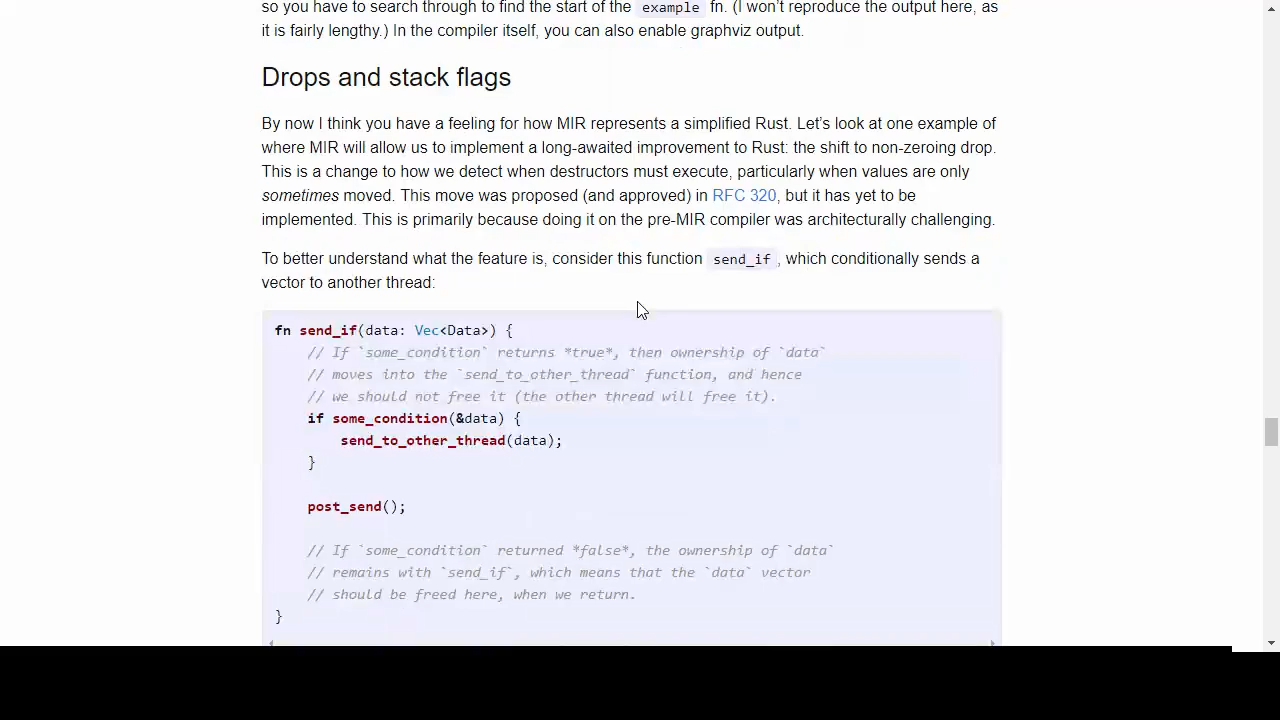 so you have to search through to find the start of the example fn. (I won't reproduce the output here, as
it is fairly lengthy.) In the compiler itself, you can also enable graphviz output.
Drops and stack flags
By now I think you have a feeling for how MIR represents a simplified Rust. Let's look at one example of
where MIR will allow us to implement a long-awaited improvement to Rust: the shift to non-zeroing drop.
This is a change to how we detect when destructors must execute, particularly when values are only
sometimes moved. This move was proposed (and approved) in RFC 320, but it has yet to be
implemented. This is primarily because doing it on the pre-MIR compiler was architecturally challenging.
To better understand what the feature is, consider this function send_if, which conditionally sends a
vector to another thread:
fn send_if(data: Vec<Data>) {
    // If `some_condition` returns *true*, then ownership of `data`
    // moves into the `send_to_other_thread` function, and hence
    // we should not free it (the other thread will free it).
    if some_condition(&data) {
        send_to_other_thread(data);
    }
    post_send();
    // If `some_condition` returned *false*, the ownership of `data`
    // remains with `send_if`, which means that the `data` vector
    // should be freed here, when we return.
}